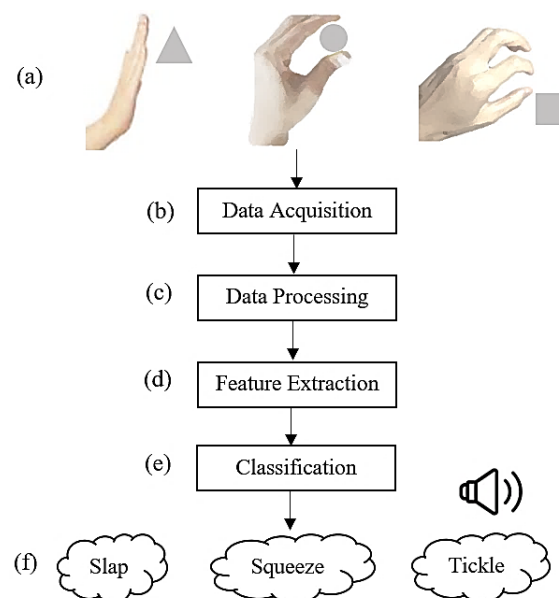 (a)
(b) Data Acquisition
(c) Data Processing
(d) Feature Extraction
(e) Classification
(f) Slap Squeeze Tickle